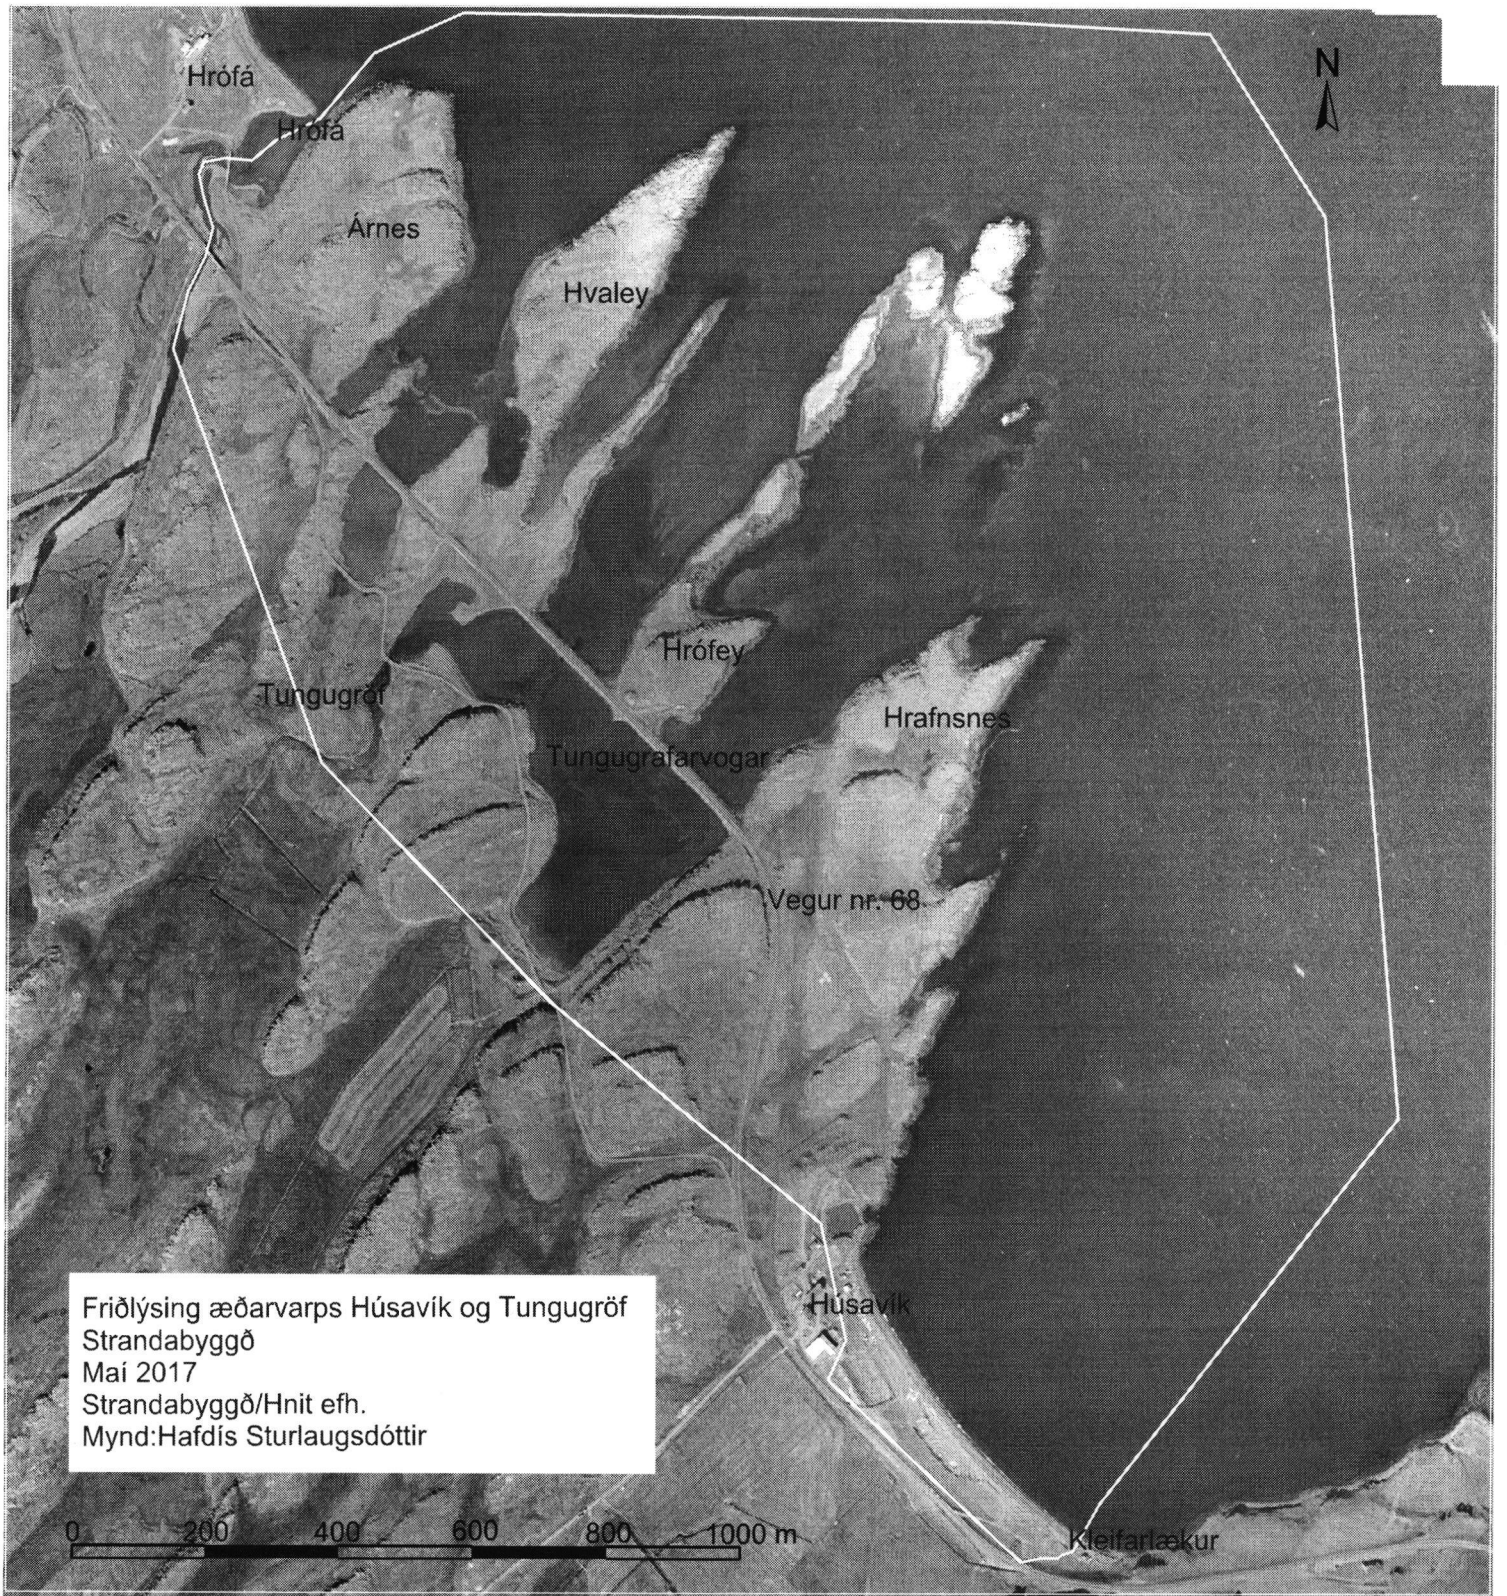 N
Hrófá
Hrófá
Árnes
Hvaley
Hrófey
Tungugröf
Hrafnsnes
Tungugrafarvogar
Vegur nr. 68
Húsavík
Friðlýsing æðarvarps Húsavík og Tungugröf
Strandabyggð
Maí 2017
Strandabyggð/Hnit efh.
Mynd:Hafdís Sturlaugsdóttir
0 200 400 600 800 1000 m
Kleifarlækur